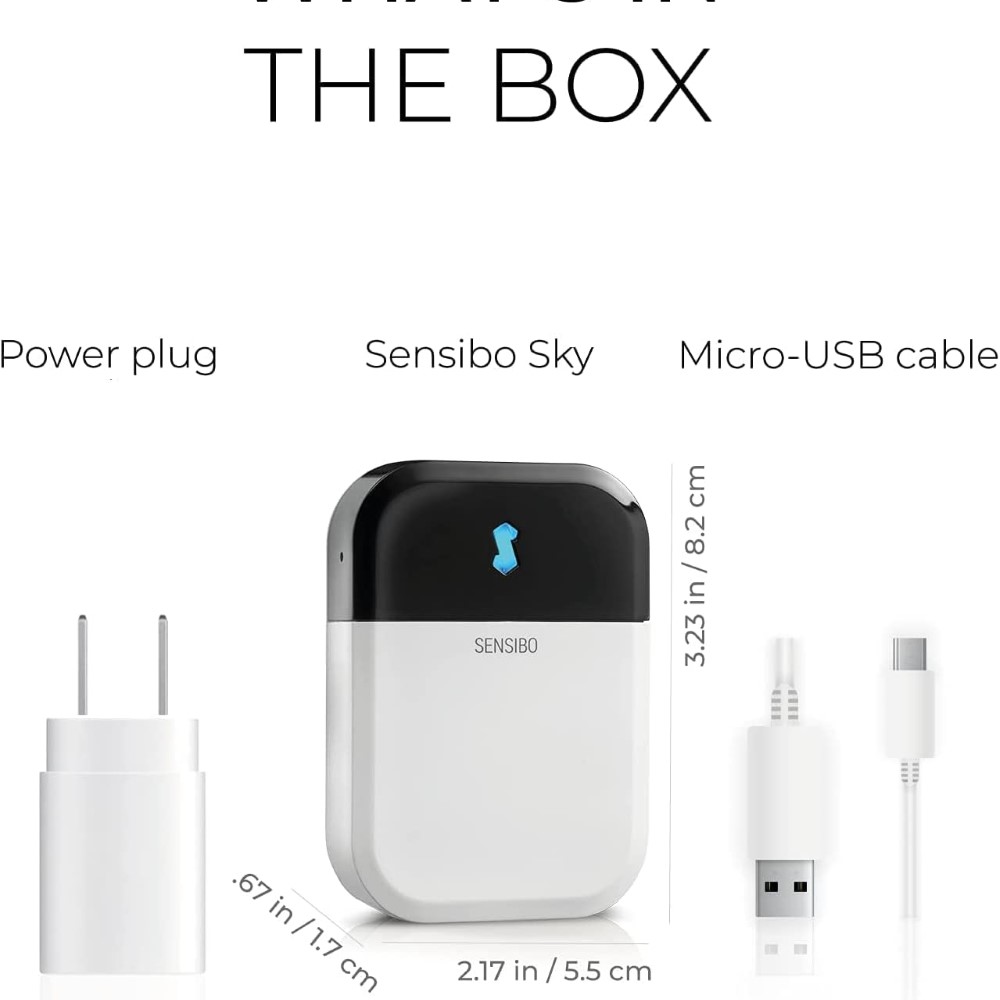 THE BOX
Power plug
Sensibo Sky
Micro-USB cable
SENSIBO
3.23 in / 8.2 cm
.67 in / 1.7 cm
2.17 in / 5.5 cm